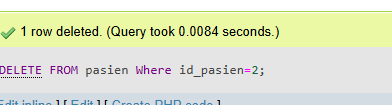 1 row deleted. (Query took 0.0084 seconds.)
DELETE FROM pasien Where id_pasien=2;
Edit inline ] [ Edit ] [ Create PHP code ]